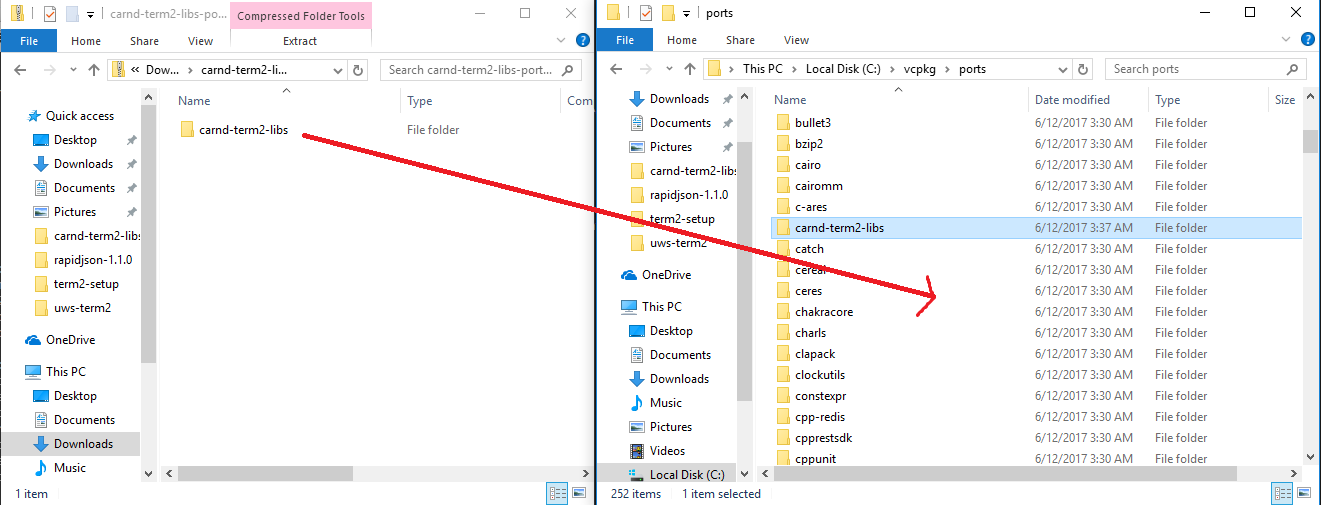 carnd-term2-libs-po...
Compressed Folder Tools
File
Home
Share
View
Extract
« Dow... › carnd-term2-li...
Search carnd-term2-libs-port...
Name
Type
Com
carnd-term2-libs
File folder
Quick access
Desktop
Downloads
Documents
Pictures
carnd-term2-libs
rapidjson-1.1.0
term2-setup
uws-term2
OneDrive
This PC
Desktop
Documents
Downloads
Music
1 item
ports
File
Home
Share
View
This PC › Local Disk (C:) › vcpkg › ports
Search ports
Downloads
Documents
Pictures
carnd-term2-libs
rapidjson-1.1.0
term2-setup
uws-term2
OneDrive
This PC
Desktop
Documents
Downloads
Music
Pictures
Videos
Local Disk (C:)
Name Date modified Type Size
bullet3 6/12/2017 3:30 AM File folder
bzip2 6/12/2017 3:30 AM File folder
cairo 6/12/2017 3:30 AM File folder
cairomm 6/12/2017 3:30 AM File folder
c-ares 6/12/2017 3:30 AM File folder
carnd-term2-libs 6/12/2017 3:37 AM File folder
catch 6/12/2017 3:30 AM File folder
cereal 6/12/2017 3:30 AM File folder
ceres 6/12/2017 3:30 AM File folder
chakracore 6/12/2017 3:30 AM File folder
charls 6/12/2017 3:30 AM File folder
clapack 6/12/2017 3:30 AM File folder
clockutils 6/12/2017 3:30 AM File folder
constexpr 6/12/2017 3:30 AM File folder
cpp-redis 6/12/2017 3:30 AM File folder
cpprestsdk 6/12/2017 3:30 AM File folder
cppunit 6/12/2017 3:30 AM File folder
252 items 1 item selected